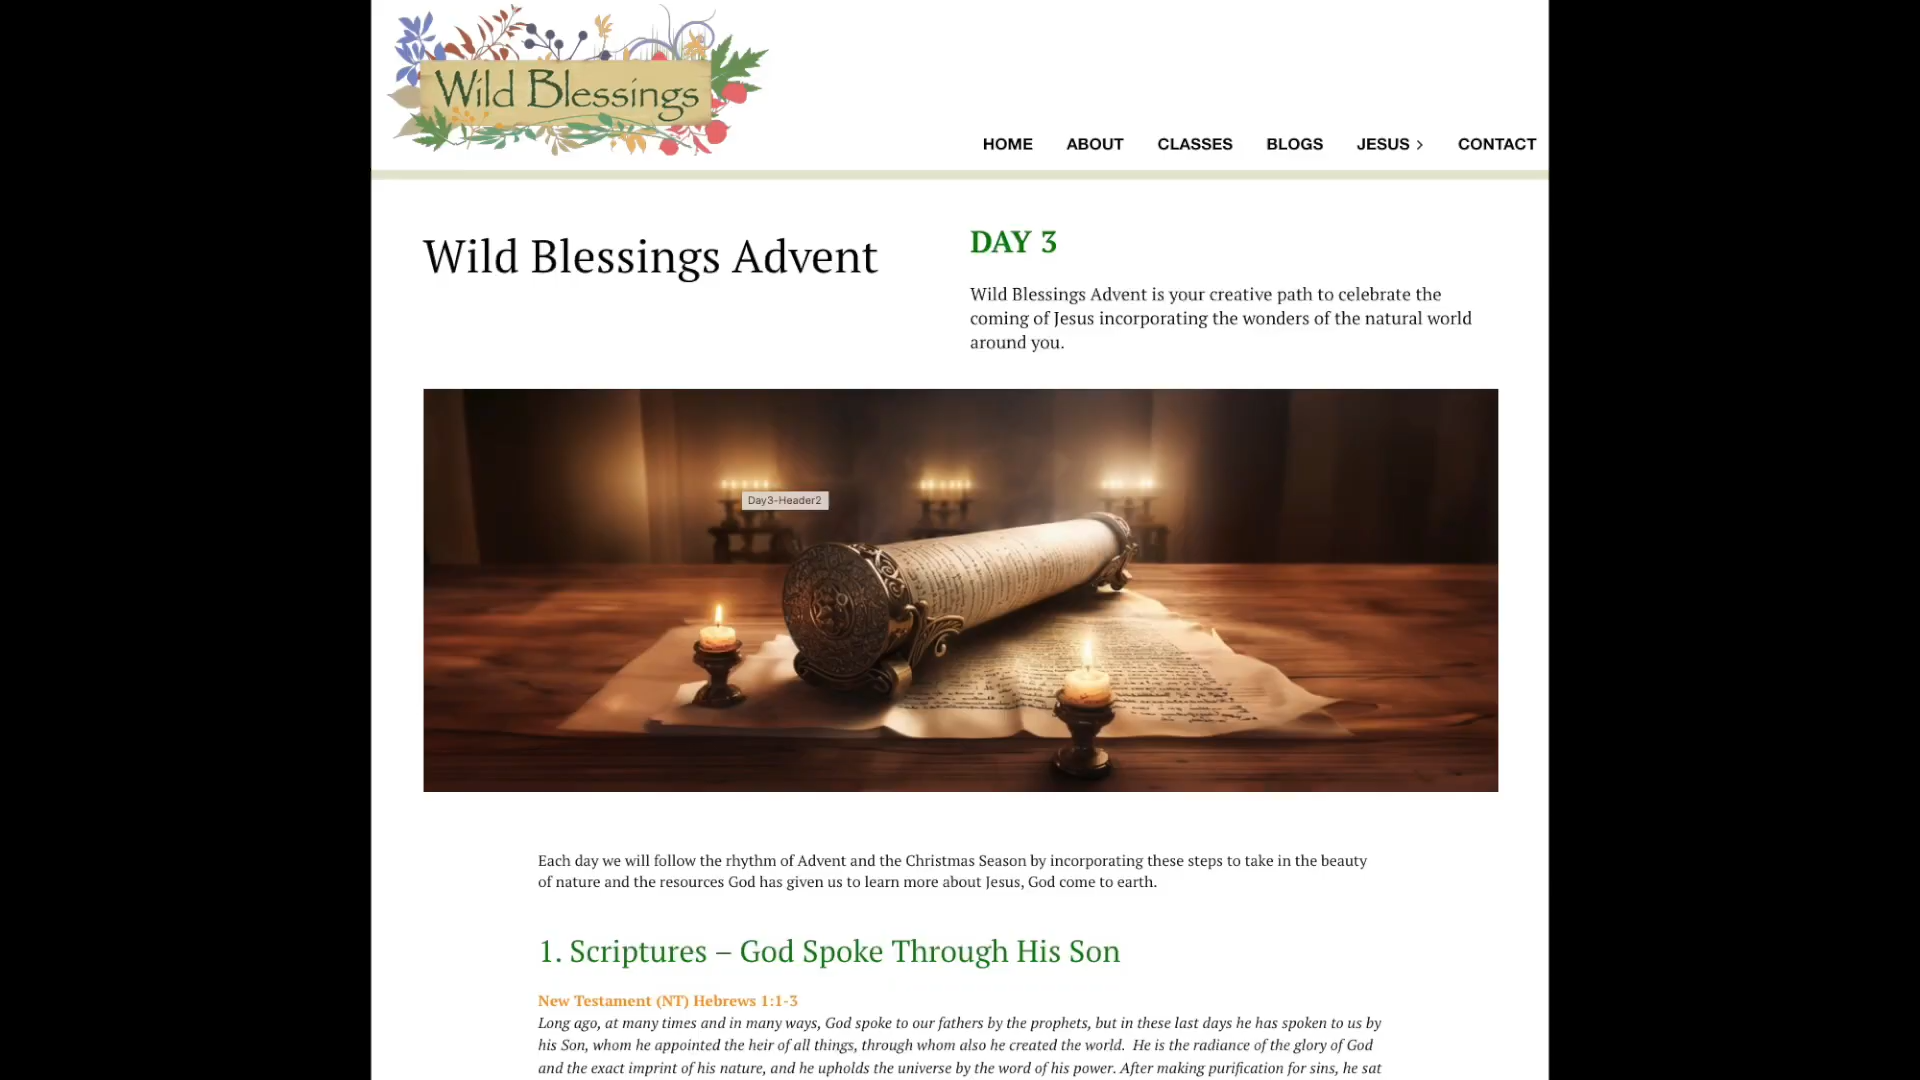 Wild Blessings
HOME ABOUT CLASSES BLOGS JESUS > CONTACT
Wild Blessings Advent
DAY 3
Wild Blessings Advent is your creative path to celebrate the
coming of Jesus incorporating the wonders of the natural world
around you.
Day3-Header2
Each day we will follow the rhythm of Advent and the Christmas Season by incorporating these steps to take in the beauty
of nature and the resources God has given us to learn more about Jesus, God come to earth.
1. Scriptures – God Spoke Through His Son
New Testament (NT) Hebrews 1:1-3
Long ago, at many times and in many ways, God spoke to our fathers by the prophets, but in these last days he has spoken to us by
his Son, whom he appointed the heir of all things, through whom also he created the world.  He is the radiance of the glory of God
and the exact imprint of his nature, and he upholds the universe by the word of his power. After making purification for sins, he sat